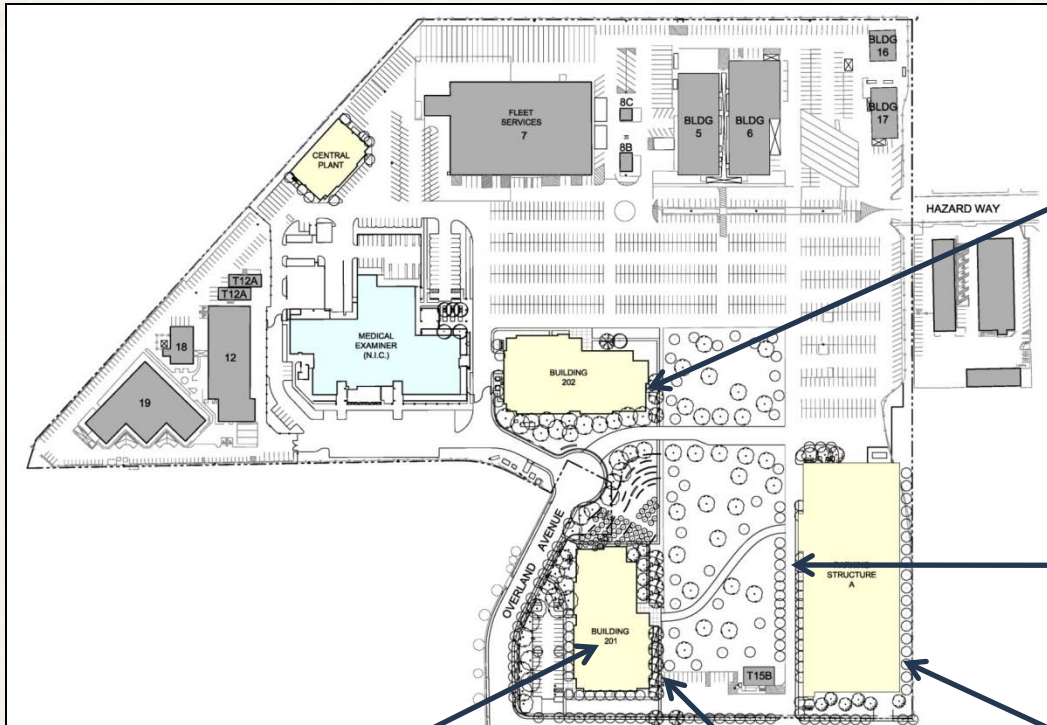 BLDG
16
BLDG
17
8C
FLEET
SERVICES
7
BLDG
5
BLDG
6
8B
CENTRAL
PLANT
HAZARD WAY
T12A
T12A
MEDICAL
EXAMINER
(N.I.C.)
18
12
BUILDING
202
19
OVERLAND AVENUE
PARKING
STRUCTURE
A
BUILDING
201
T15B